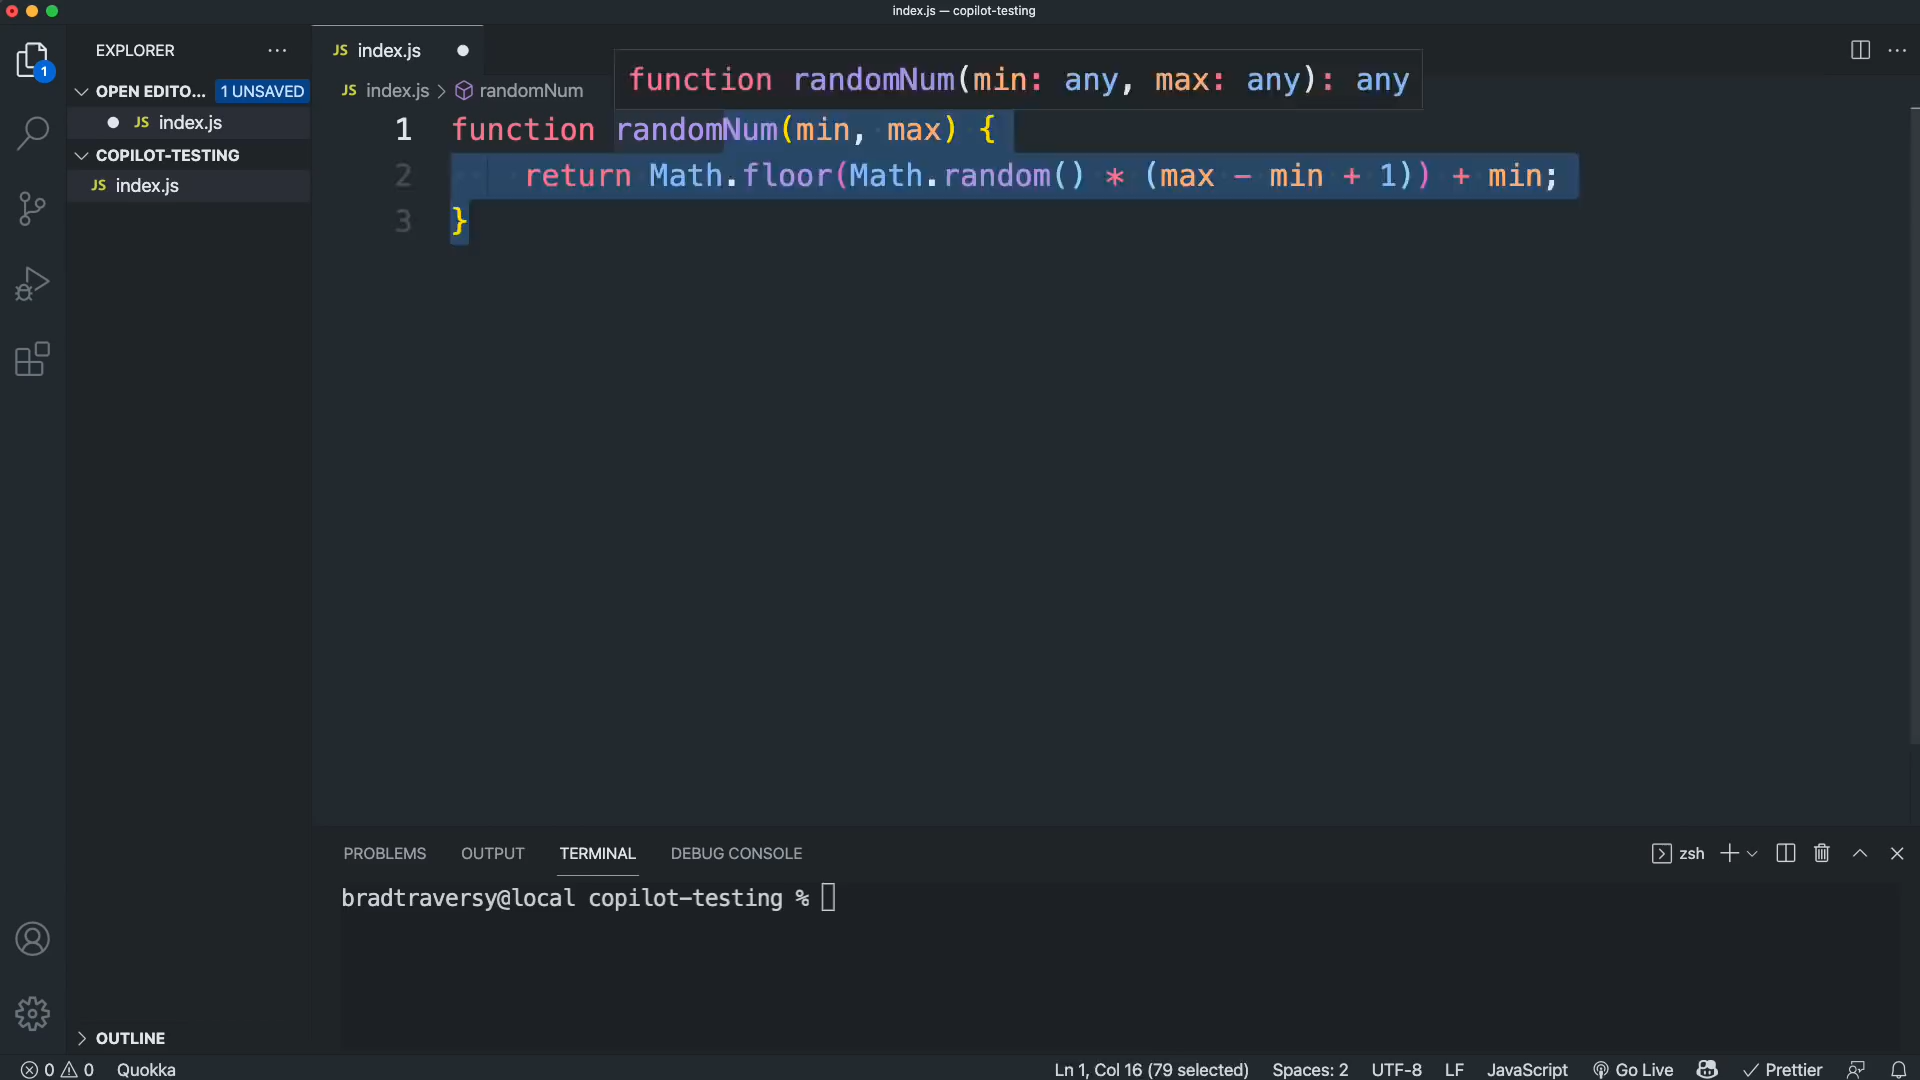 index.js — copilot-testing
EXPLORER
JS index.js
1
OPEN EDITO... 1 UNSAVED
JS index.js
COPILOT-TESTING
JS index.js
JS index.js > randomNum
function randomNum(min: any, max: any): any
1 function randomNum(min, max) {
2 return Math.floor(Math.random() * (max - min + 1)) + min;
3 }
PROBLEMS OUTPUT TERMINAL DEBUG CONSOLE
zsh
bradtraversy@local copilot-testing %
OUTLINE
0 0 Quokka
Ln 1, Col 16 (79 selected) Spaces: 2 UTF-8 LF JavaScript Go Live Prettier